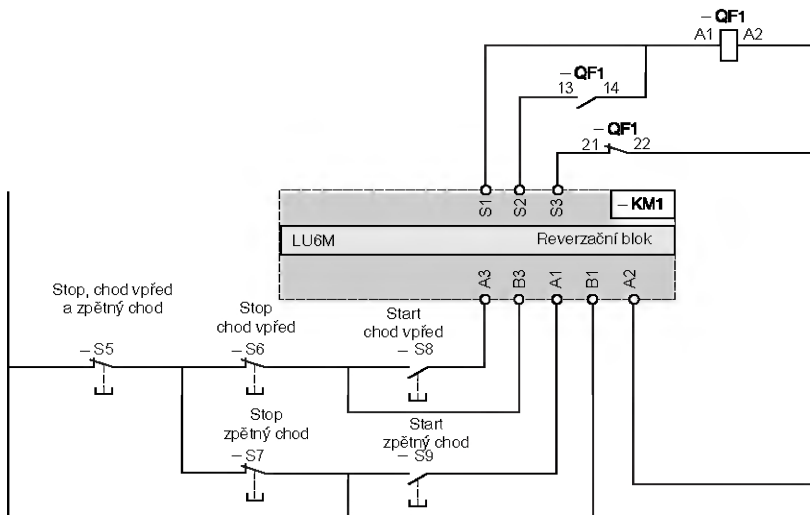 – QF1
A1 A2
– QF1
13 14
– QF1
21 22
S1 S2 S3
– KM1
LU6M Reverzační blok
A3 B3 A1 B1 A2
Stop, chod vpřed
a zpětný chod
Stop
chod vpřed
Start
chod vpřed
– S5
– S6
– S8
Stop
zpětný chod
Start
zpětný chod
– S7
– S9